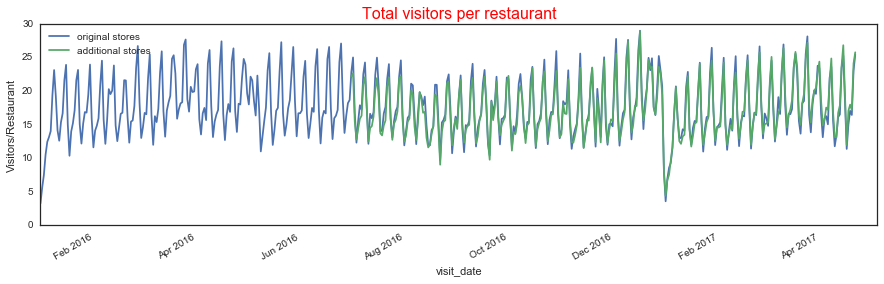 Total visitors per restaurant
30
25
20
15
10
5
0
Visitors/Restaurant
original stores
additional stores
Feb 2016
Apr 2016
Jun 2016
Aug 2016
Oct 2016
Dec 2016
Feb 2017
Apr 2017
visit_date